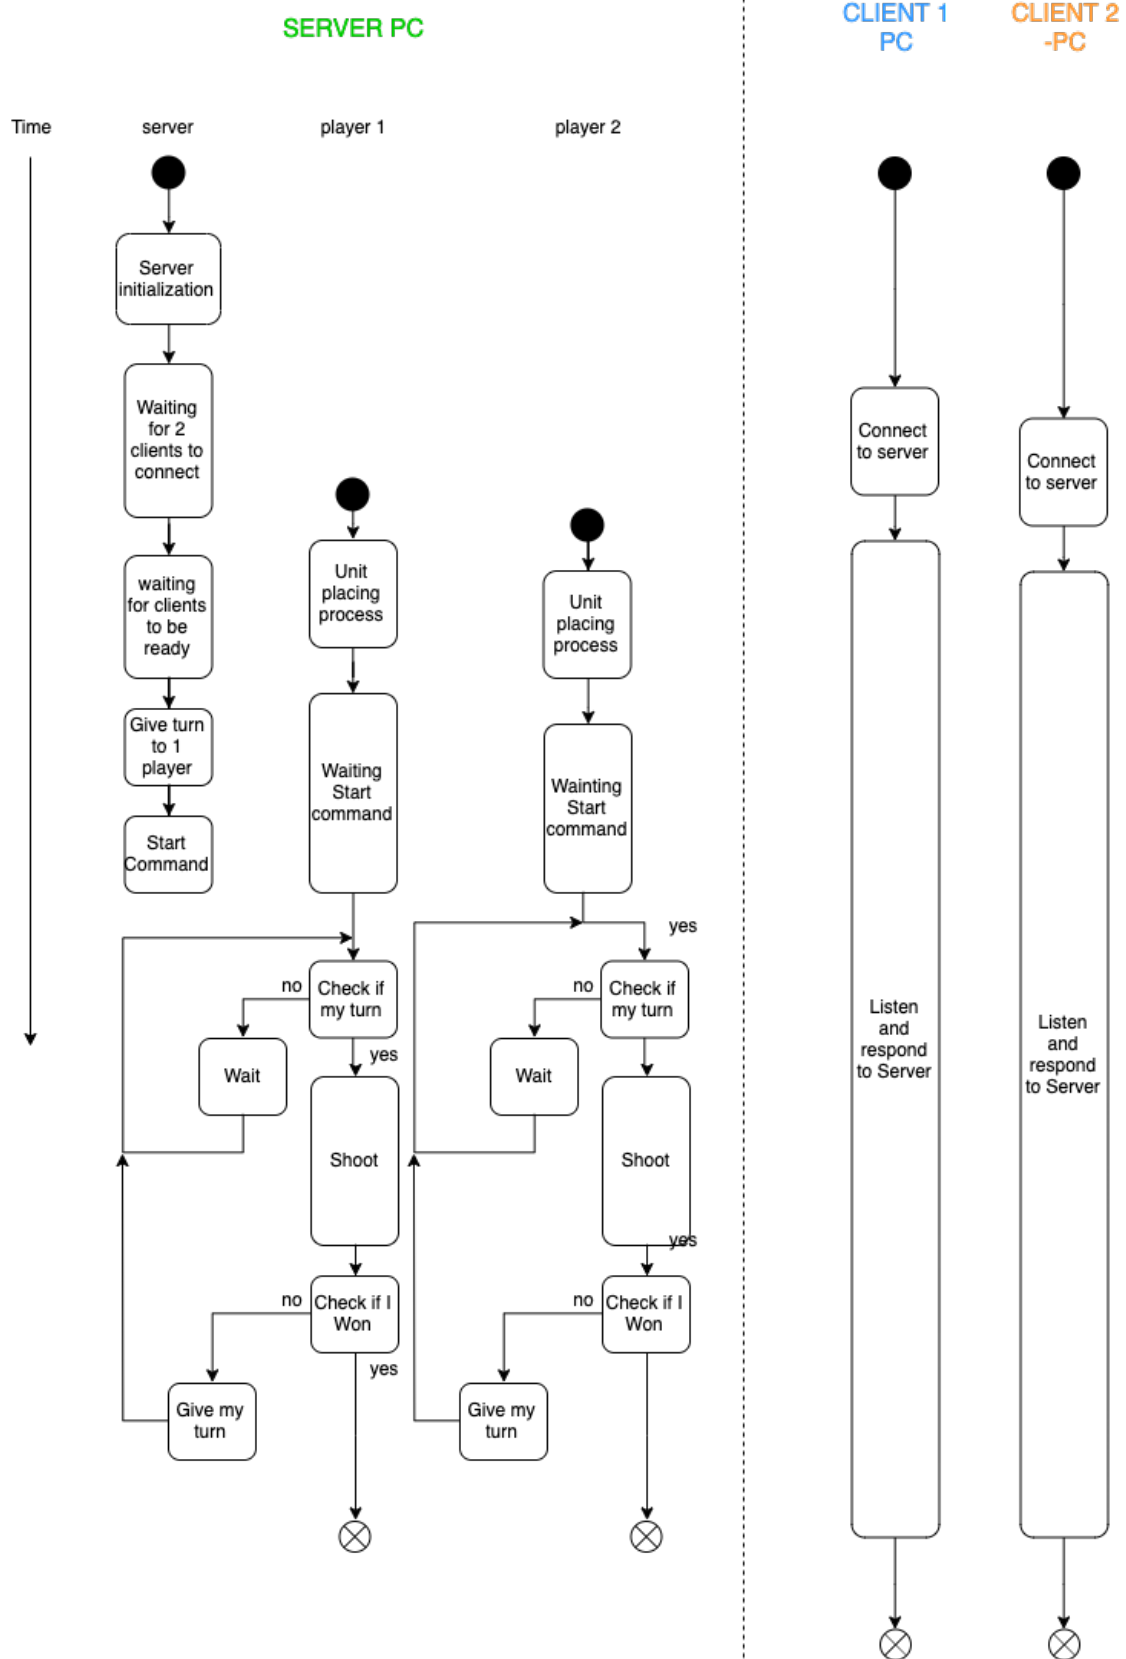 SERVER PC
CLIENT 1
PC
CLIENT 2
-PC
Time
server
player 1
player 2
Server
initialization
Waiting
for 2
clients to
connect
waiting
for clients
to be
ready
Give turn
to 1
player
Start
Command
Unit
placing
process
Waiting
Start
command
no
Check if
my turn
yes
Wait
Shoot
no
Check if I
Won
yes
Give my
turn
Unit
placing
process
Wainting
Start
command
yes
no
Check if
my turn
Wait
Shoot
yes
no
Check if I
Won
Give my
turn
Connect
to server
Listen
and
respond
to Server
Connect
to server
Listen
and
respond
to Server